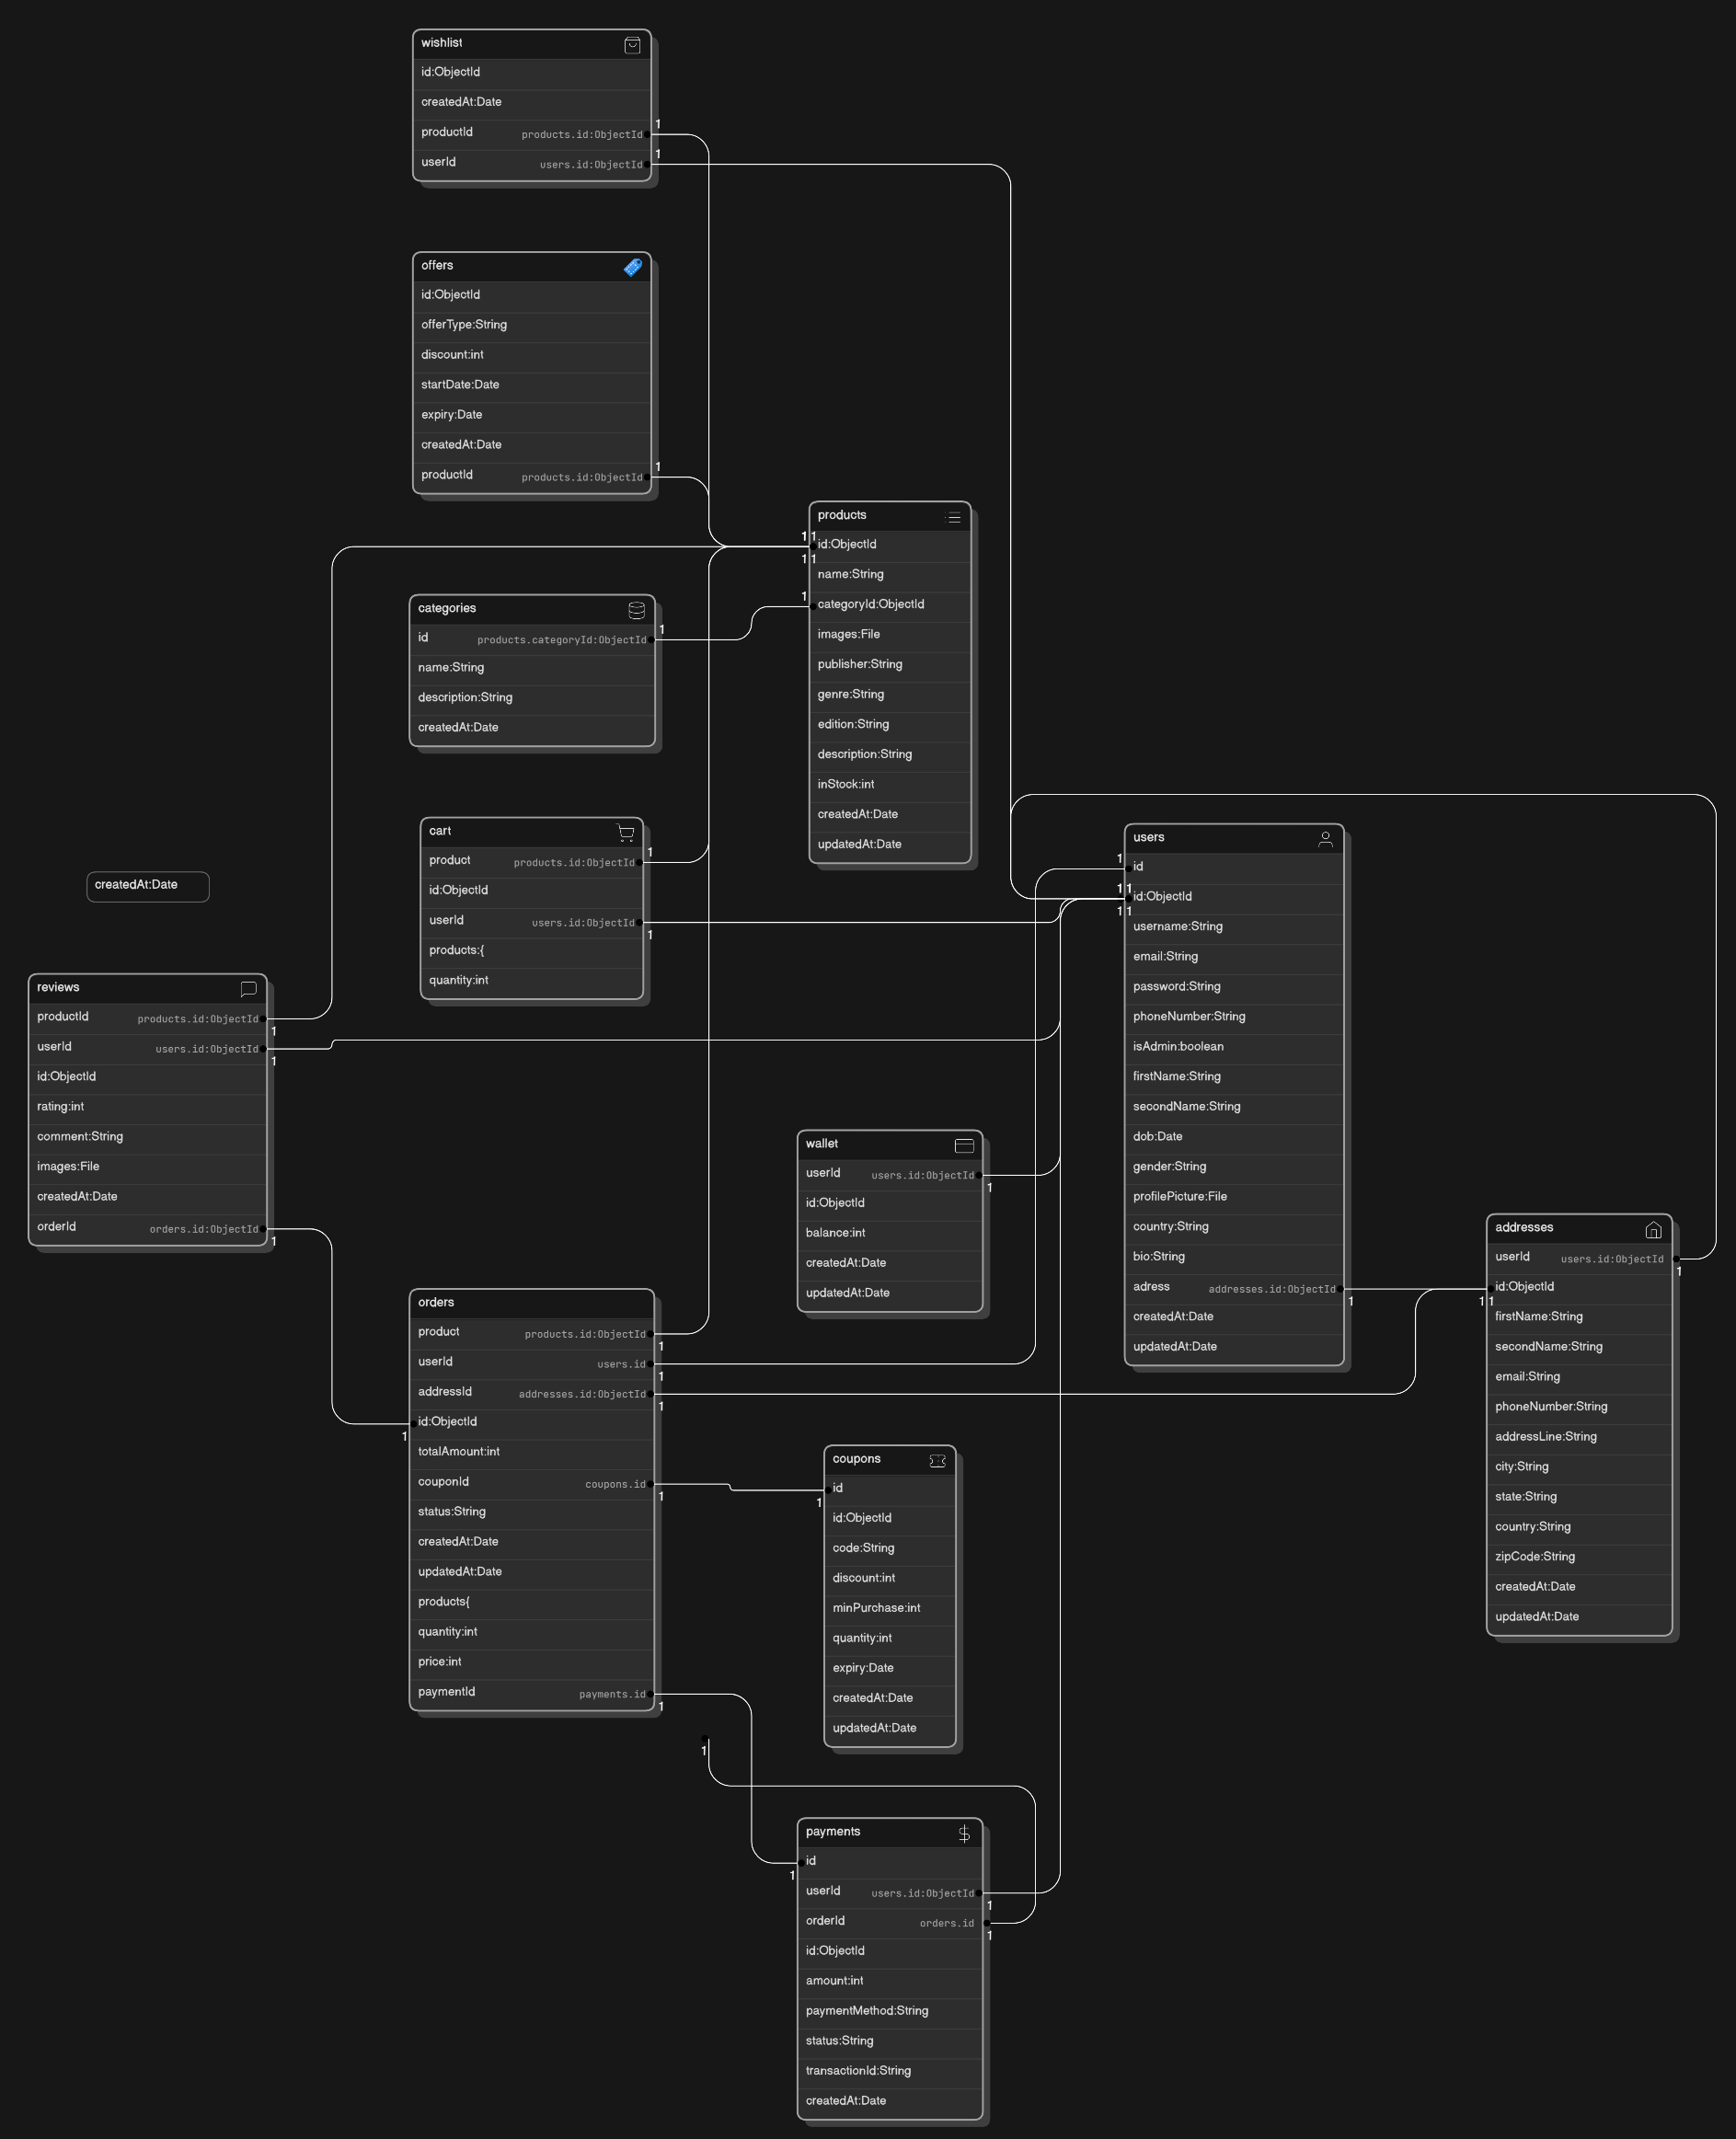 wishlist
id:ObjectId
createdAt:Date
productId products.id:ObjectId 1
userId users.id:ObjectId 1
offers
id:ObjectId
offerType:String
discount:int
startDate:Date
expiry:Date
createdAt:Date
productId products.id:ObjectId 1
products
1 1
id:ObjectId
1 1
name:String
1 categoryId:ObjectId
images:File
publisher:String
genre:String
edition:String
description:String
inStock:int
createdAt:Date
updatedAt:Date
categories
id products.categoryId:ObjectId 1
name:String
description:String
createdAt:Date
cart
product products.id:ObjectId 1
id:ObjectId
userId users.id:ObjectId 1
products:{
quantity:int
users
1 id
1 1
id:ObjectId
1 1
username:String
email:String
password:String
phoneNumber:String
isAdmin:boolean
firstName:String
secondName:String
dob:Date
gender:String
profilePicture:File
country:String
bio:String
adress addresses.id:ObjectId 1
createdAt:Date
updatedAt:Date
createdAt:Date
reviews
productId products.id:ObjectId 1
userId users.id:ObjectId 1
id:ObjectId
rating:int
comment:String
images:File
createdAt:Date
orderId orders.id:ObjectId 1
wallet
userId users.id:ObjectId 1
id:ObjectId
balance:int
createdAt:Date
updatedAt:Date
addresses
userId users.id:ObjectId 1
id:ObjectId
1 1
firstName:String
secondName:String
email:String
phoneNumber:String
addressLine:String
city:String
state:String
country:String
zipCode:String
createdAt:Date
updatedAt:Date
orders
product products.id:ObjectId 1
userId users.id 1
addressId addresses.id:ObjectId 1
id:ObjectId
1
totalAmount:int
couponId coupons.id 1
status:String
createdAt:Date
updatedAt:Date
products{
quantity:int
price:int
paymentId payments.id 1
coupons
id
1
id:ObjectId
code:String
discount:int
minPurchase:int
quantity:int
expiry:Date
createdAt:Date
updatedAt:Date
1
payments
id
1
userId users.id:ObjectId 1
orderId orders.id 1
id:ObjectId
amount:int
paymentMethod:String
status:String
transactionId:String
createdAt:Date